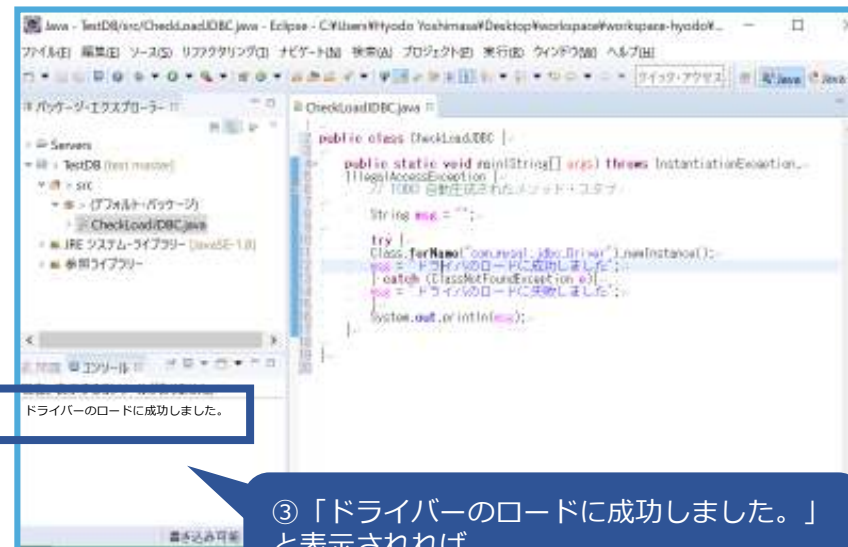 Java - TestDB/src/CheckLoadJDBC.java - Eclipse - C:¥Users¥Hyodo Yoshimasa¥Desktop¥workspace¥workspace-hyodo¥...
ファイル(E) 編集(E) ソース(S) リファクタリング(T) ナビゲート(N) 検索(A) プロジェクト(P) 実行(R) ウィンドウ(W) ヘルプ(H)
クイック・アクセス Java Java
パッケージ・エクスプローラー
CheckLoadJDBC.java
Servers
TestDB (test master)
src
(デフォルト・パッケージ)
CheckLoadJDBC.java
JRE システム・ライブラリー (JavaSE-1.8)
参照ライブラリー
public class CheckLoadJDBC {
public static void main(String[] args) throws InstantiationException,
IllegalAccessException {
// TODO 自動生成されたメソッド・スタブ
String msg = "";
try {
Class.forName("com.mysql.jdbc.Driver").newInstance();
msg = "ドライバのロードに成功しました";
} catch (ClassNotFoundException e){
msg = "ドライバのロードに失敗しました";
}
System.out.println(msg);
}
}
コンソール
ドライバーのロードに成功しました。
書き込み可能
③「ドライバーのロードに成功しました。」
と表示されれば